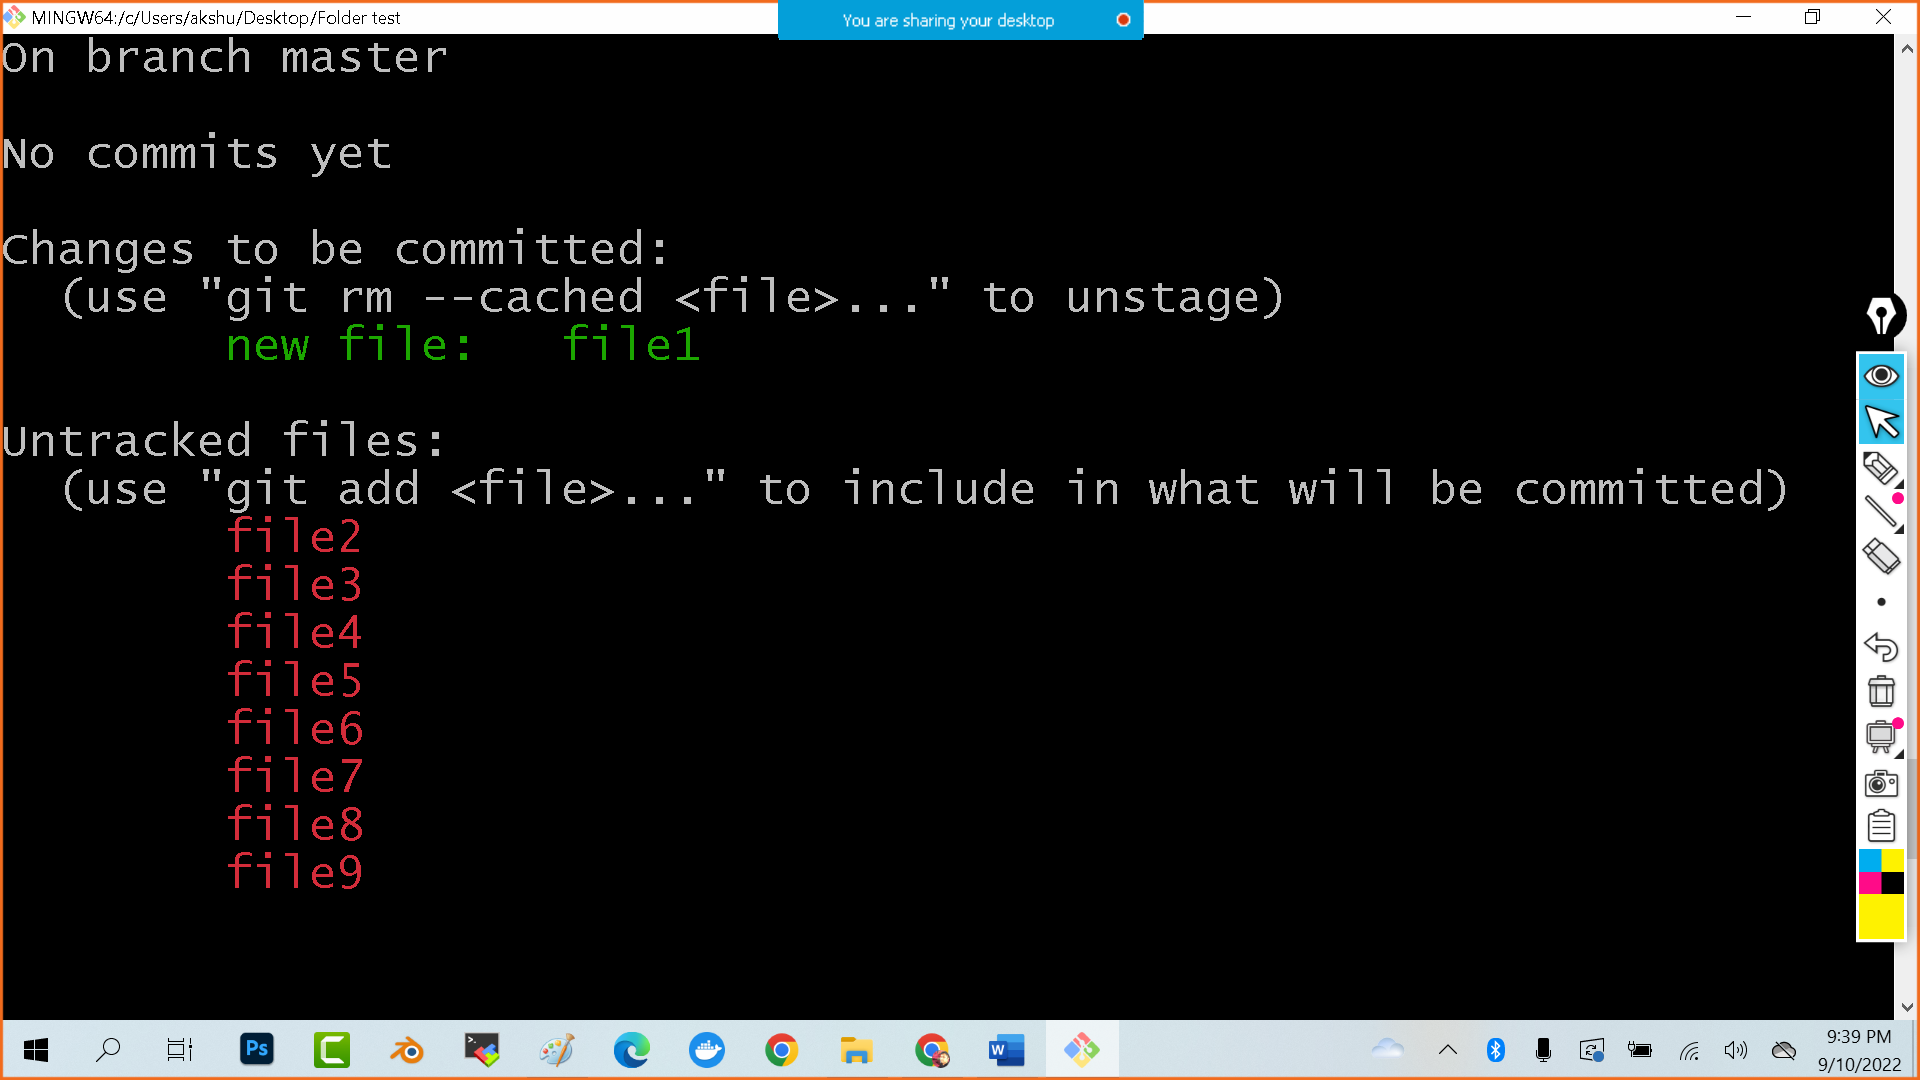 MINGW64:/c/Users/akshu/Desktop/Folder test
You are sharing your desktop
On branch master
No commits yet
Changes to be committed:
(use "git rm --cached <file>..." to unstage)
new file: file1
Untracked files:
(use "git add <file>..." to include in what will be committed)
file2
file3
file4
file5
file6
file7
file8
file9
Ps
C
W
9:39 PM
9/10/2022